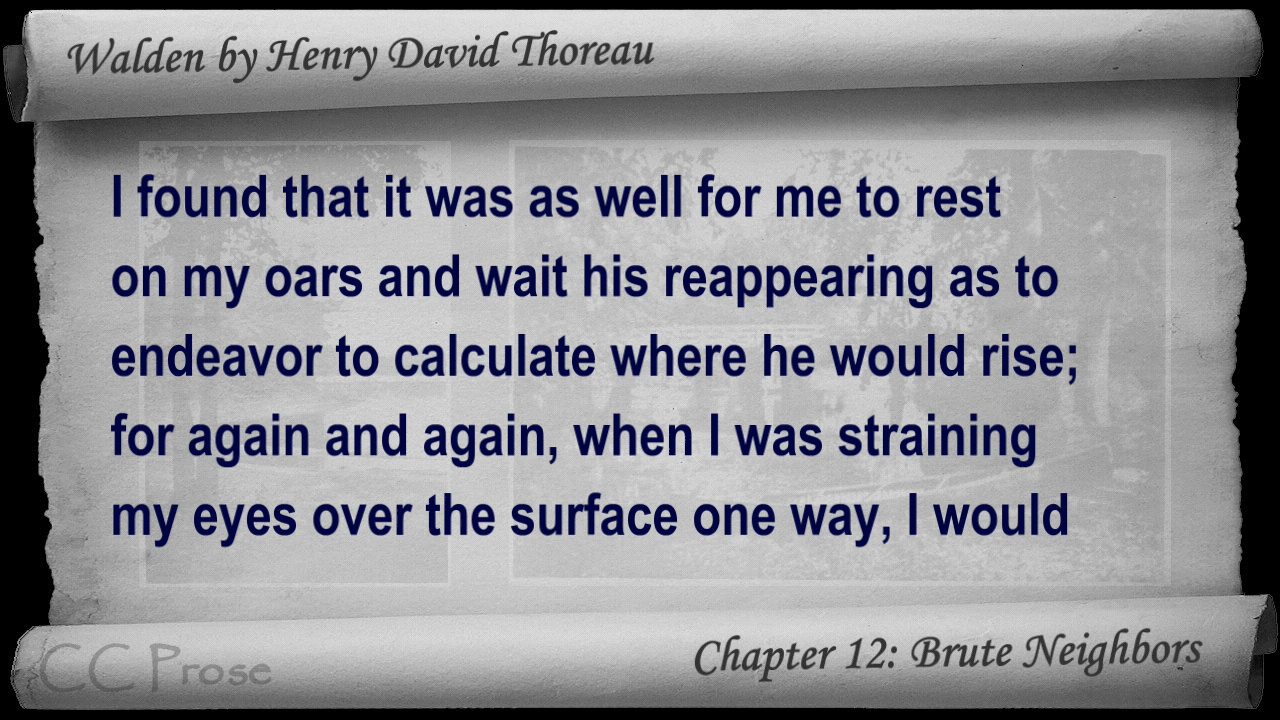 Walden by Henry David Thoreau
I found that it was as well for me to rest
on my oars and wait his reappearing as to
endeavor to calculate where he would rise;
for again and again, when I was straining
my eyes over the surface one way, I would
CC Prose
Chapter 12: Brute Neighbors